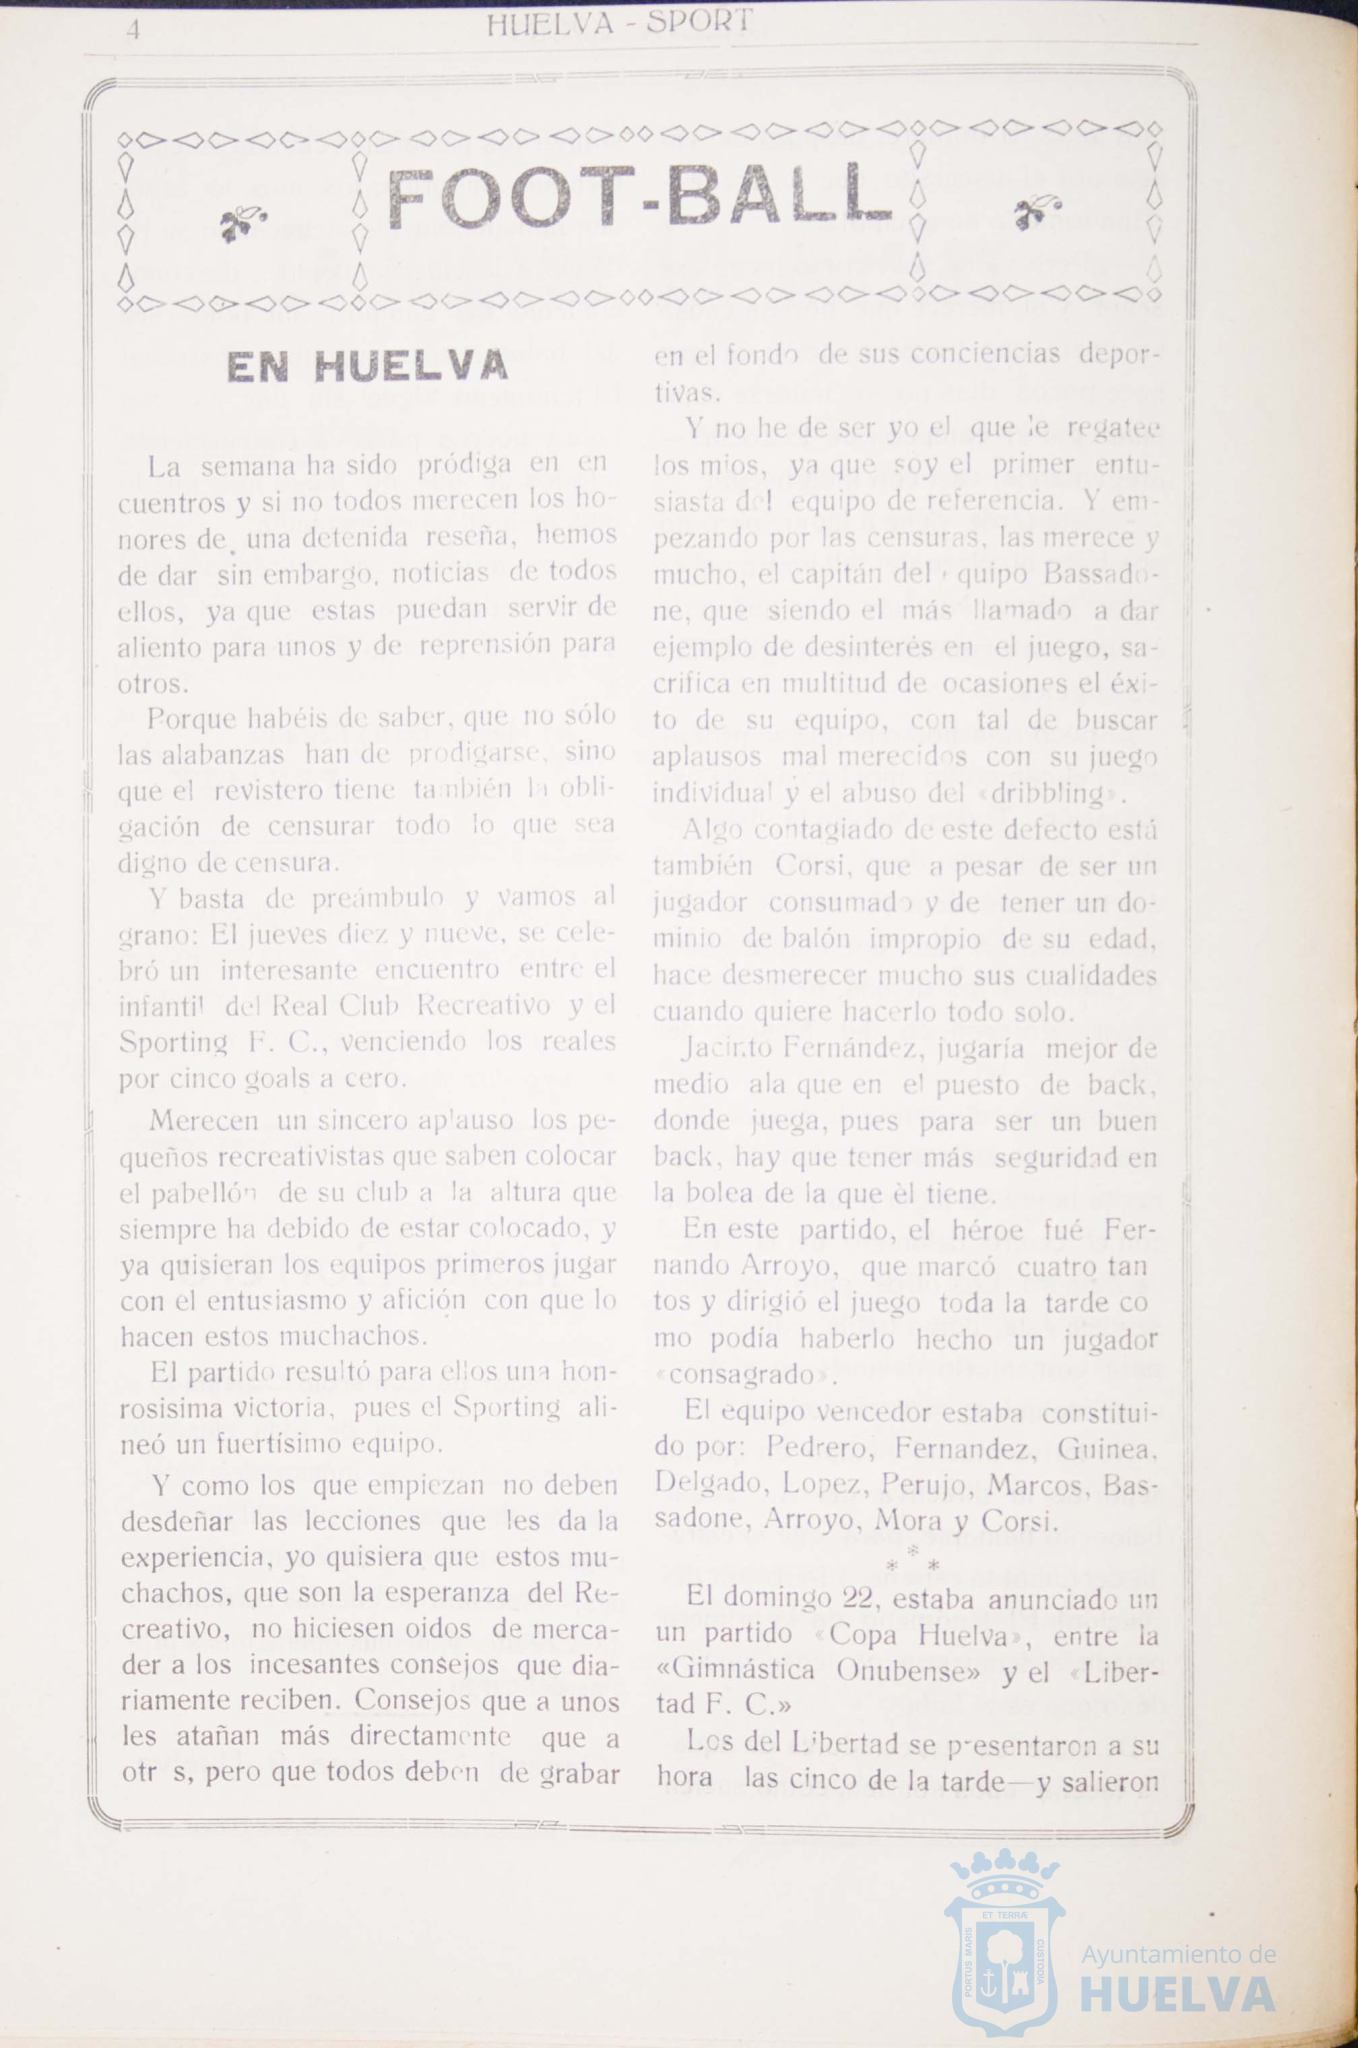 4
HUELVA - SPORT
FOOT-BALL
EN HUELVA
La semana ha sido pródiga en en
cuentros y si no todos merecen los ho-
nores de una detenida reseña, hemos
de dar sin embargo, noticias de todos
ellos, ya que estas puedan servir de
aliento para unos y de reprensión para
otros.
Porque habéis de saber, que no sólo
las alabanzas han de prodigarse, sino
que el revistero tiene también la obli-
gación de censurar todo lo que sea
digno de censura.
Y basta de preámbulo y vamos al
grano: El jueves diez y nueve, se cele-
bró un interesante encuentro entre el
infantil del Real Club Recreativo y el
Sporting F. C., venciendo los reales
por cinco goals a cero.
Merecen un sincero aplauso los pe-
queños recreativistas que saben colocar
el pabellón de su club a la altura que
siempre ha debido de estar colocado, y
ya quisieran los equipos primeros jugar
con el entusiasmo y afición con que lo
hacen estos muchachos.
El partido resultó para ellos una hon-
rosisima victoria, pues el Sporting ali-
neó un fuertísimo equipo.
Y como los que empiezan no deben
desdeñar las lecciones que les da la
experiencia, yo quisiera que estos mu-
chachos, que son la esperanza del Re-
creativo, no hiciesen oidos de merca-
der a los incesantes consejos que dia-
riamente reciben. Consejos que a unos
les atañan más directamente que a
otr s, pero que todos deben de grabar
en el fondo de sus conciencias depor-
tivas.
Y no he de ser yo el que le regatee
los mios, ya que soy el primer entu-
siasta del equipo de referencia. Y em-
pezando por las censuras, las merece y
mucho, el capitán del quipo Bassado-
ne, que siendo el más llamado a dar
ejemplo de desinterés en el juego, sa-
crifica en multitud de ocasiones el éxi-
to de su equipo, con tal de buscar
aplausos mal merecidos con su juego
individual y el abuso del «dribbling».
Algo contagiado de este defecto está
también Corsi, que a pesar de ser un
jugador consumado y de tener un do-
minio de balón impropio de su edad,
hace desmerecer mucho sus cualidades
cuando quiere hacerlo todo solo.
Jacinto Fernández, jugaría mejor de
medio ala que en el puesto de back,
donde juega, pues para ser un buen
back, hay que tener más seguridad en
la bolea de la que èl tiene.
En este partido, el héroe fué Fer-
nando Arroyo, que marcó cuatro tan
tos y dirigió el juego toda la tarde co
mo podía haberlo hecho un jugador
«consagrado».
El equipo vencedor estaba constitui-
do por: Pedrero, Fernandez, Guinea,
Delgado, Lopez, Perujo, Marcos, Bas-
sadone, Arroyo, Mora y Corsi.
* * *
El domingo 22, estaba anunciado un
un partido «Copa Huelva», entre la
«Gimnástica Onubense» y el «Liber-
tad F. C.»
Los del Libertad se presentaron a su
hora las cinco de la tarde—y salieron
ET TERRÆ
PORTUS MARIS
CUSTODIA
Ayuntamiento de
HUELVA